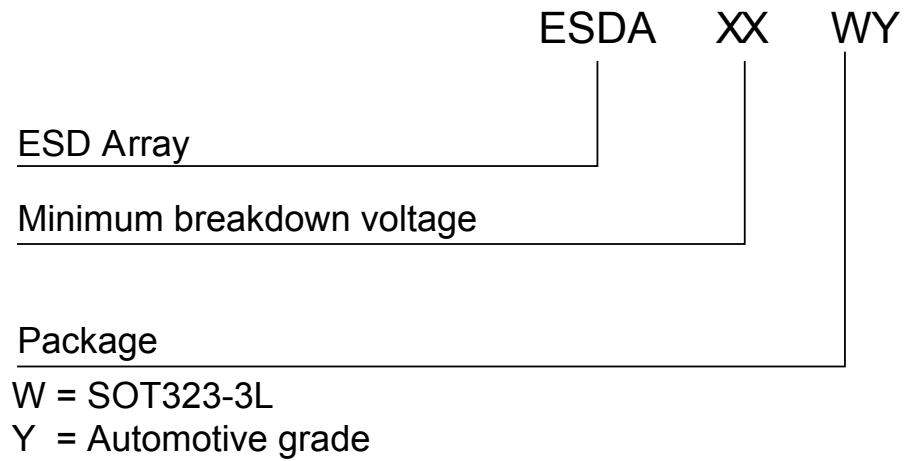 ESDA XX WY
ESD Array
Minimum breakdown voltage
Package
W = SOT323-3L
Y = Automotive grade